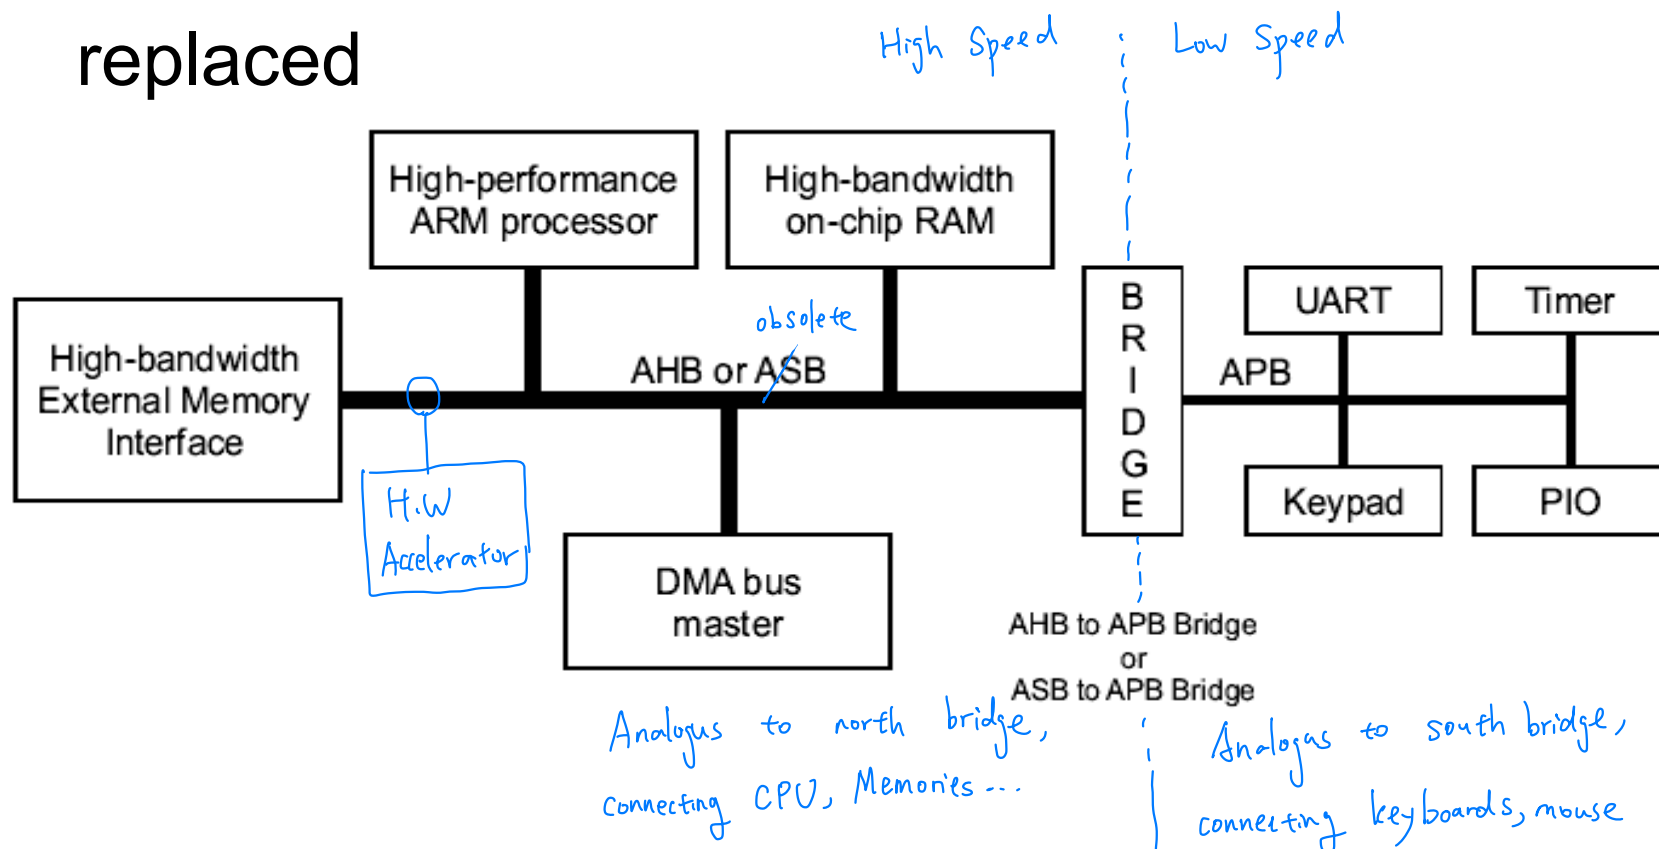 replaced
High Speed
Low Speed
High-performance
ARM processor
High-bandwidth
on-chip RAM
High-bandwidth
External Memory
Interface
obsolete
AHB or ASB
H.W
Accelerator
DMA bus
master
B
R
I
D
G
E
APB
UART
Timer
Keypad
PIO
AHB to APB Bridge
or
ASB to APB Bridge
Analogus to north bridge,
connecting CPU, Memories...
Analogas to south bridge,
connecting keyboards, mouse